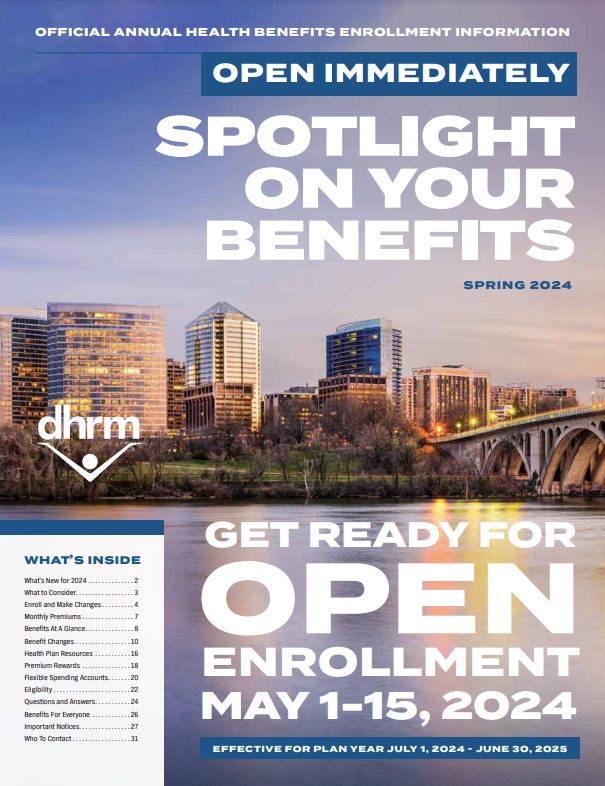 OFFICIAL ANNUAL HEALTH BENEFITS ENROLLMENT INFORMATION
OPEN IMMEDIATELY
SPOTLIGHT
ON YOUR
BENEFITS
SPRING 2024
dhrm
GET READY FOR
OPEN
ENROLLMENT
MAY 1-15, 2024
EFFECTIVE FOR PLAN YEAR JULY 1, 2024 - JUNE 30, 2025
WHAT'S INSIDE
What's New for 2024 . . . . . . . . . . . . . . 2
What to Consider. . . . . . . . . . . . . . . . . 3
Enroll and Make Changes. . . . . . . . . . 4
Monthly Premiums . . . . . . . . . . . . . . . 7
Benefits At A Glance. . . . . . . . . . . . . . 8
Benefit Changes . . . . . . . . . . . . . . . . 10
Health Plan Resources . . . . . . . . . . . 16
Premium Rewards . . . . . . . . . . . . . . 18
Flexible Spending Accounts. . . . . . . 20
Eligibility . . . . . . . . . . . . . . . . . . . . . . 22
Questions and Answers. . . . . . . . . . . 24
Benefits For Everyone . . . . . . . . . . . . 26
Important Notices. . . . . . . . . . . . . . . 27
Who To Contact . . . . . . . . . . . . . . . . 31